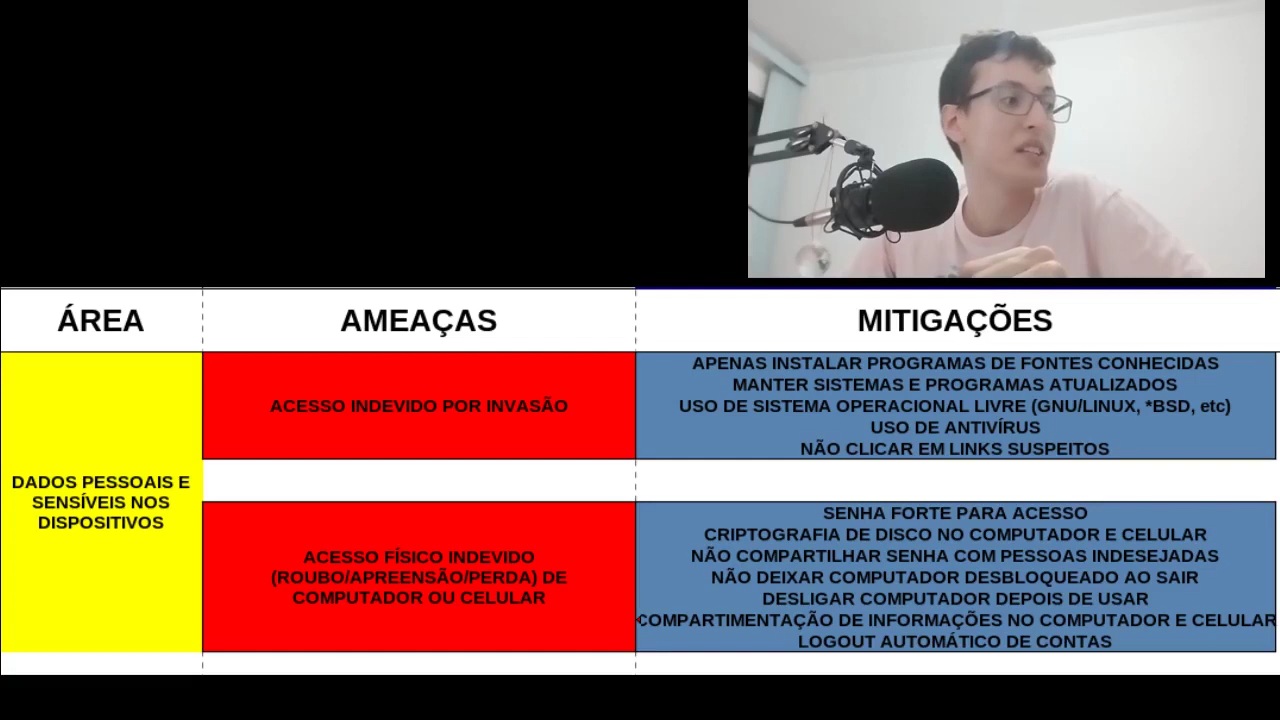 ÁREA
AMEAÇAS
MITIGAÇÕES
DADOS PESSOAIS E
SENSÍVEIS NOS
DISPOSITIVOS
ACESSO INDEVIDO POR INVASÃO
APENAS INSTALAR PROGRAMAS DE FONTES CONHECIDAS
MANTER SISTEMAS E PROGRAMAS ATUALIZADOS
USO DE SISTEMA OPERACIONAL LIVRE (GNU/LINUX, *BSD, etc)
USO DE ANTIVÍRUS
NÃO CLICAR EM LINKS SUSPEITOS
ACESSO FÍSICO INDEVIDO
(ROUBO/APREENSÃO/PERDA) DE
COMPUTADOR OU CELULAR
SENHA FORTE PARA ACESSO
CRIPTOGRAFIA DE DISCO NO COMPUTADOR E CELULAR
NÃO COMPARTILHAR SENHA COM PESSOAS INDESEJADAS
NÃO DEIXAR COMPUTADOR DESBLOQUEADO AO SAIR
DESLIGAR COMPUTADOR DEPOIS DE USAR
COMPARTIMENTAÇÃO DE INFORMAÇÕES NO COMPUTADOR E CELULAR
LOGOUT AUTOMÁTICO DE CONTAS